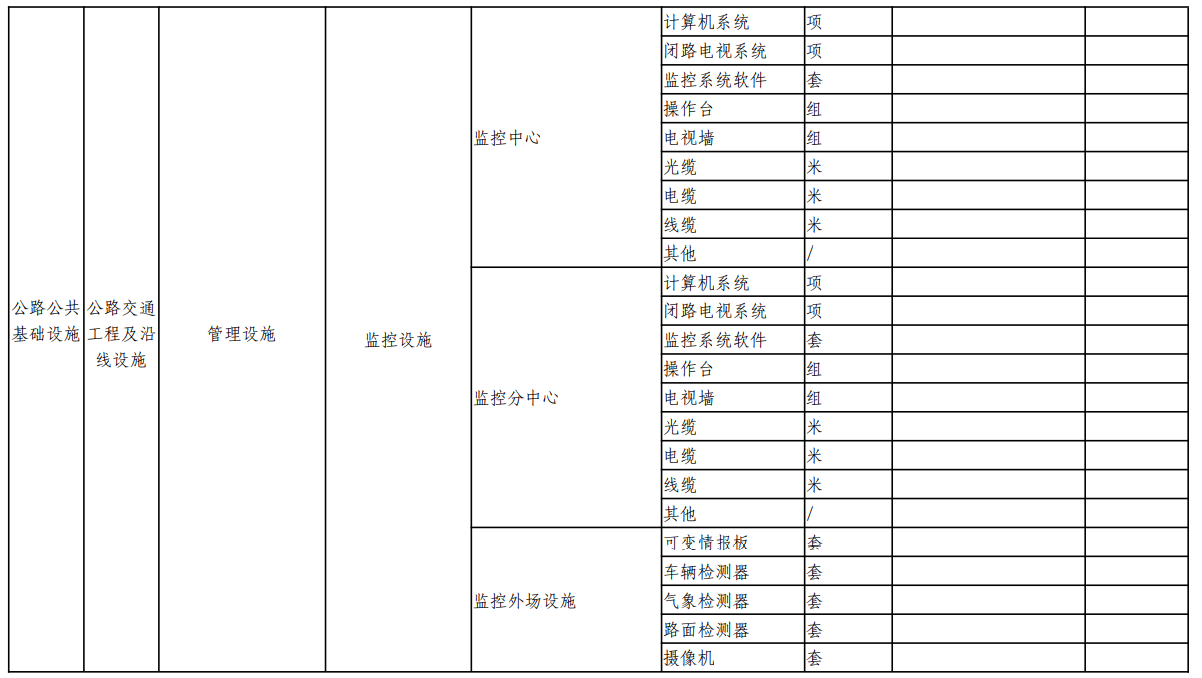 公路公共
基础设施
公路交通
工程及沿
线设施
管理设施
监控设施
监控中心
计算机系统 项
闭路电视系统 项
监控系统软件 套
操作台 组
电视墙 组
光缆 米
电缆 米
线缆 米
其他 /
监控分中心
计算机系统 项
闭路电视系统 项
监控系统软件 套
操作台 组
电视墙 组
光缆 米
电缆 米
线缆 米
其他 /
监控外场设施
可变情报板 套
车辆检测器 套
气象检测器 套
路面检测器 套
摄像机 套